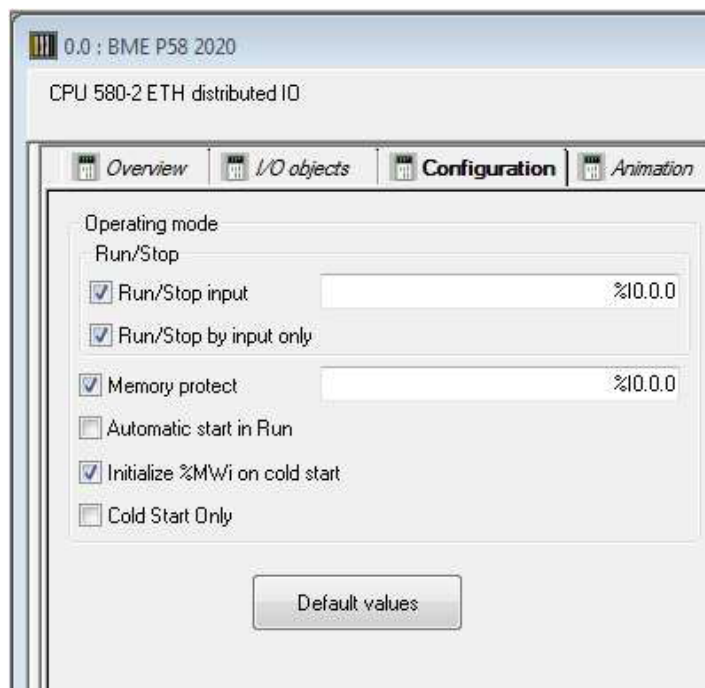 0.0 : BME P58 2020
CPU 580-2 ETH distributed IO
Overview I/O objects Configuration Animation
Operating mode
Run/Stop
Run/Stop input %I0.0.0
Run/Stop by input only
Memory protect %I0.0.0
Automatic start in Run
Initialize %MWi on cold start
Cold Start Only
Default values